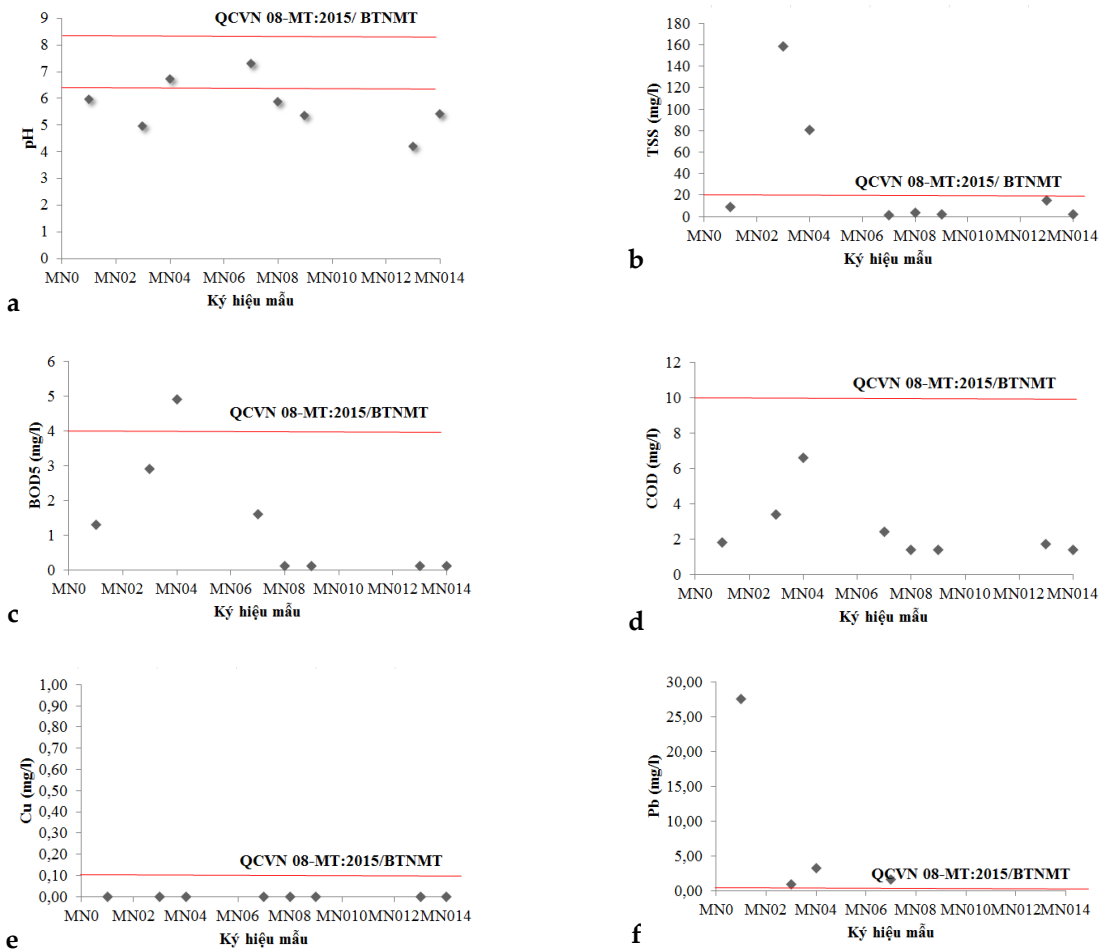 QCVN 08-MT:2015/ BTNMT
9
8
7
6
5
4
3
2
1
0
pH
MN0 MN02 MN04 MN06 MN08 MN010 MN012 MN014
Ký hiệu mẫu
a
180
160
140
120
100
80
60
40
20
0
TSS (mg/l)
QCVN 08-MT:2015/ BTNMT
MN0 MN02 MN04 MN06 MN08 MN010 MN012 MN014
Ký hiệu mẫu
b
6
5
4
3
2
1
0
BOD5 (mg/l)
QCVN 08-MT:2015/BTNMT
MN0 MN02 MN04 MN06 MN08 MN010 MN012 MN014
Ký hiệu mẫu
c
12
10
8
6
4
2
0
COD (mg/l)
QCVN 08-MT:2015/BTNMT
MN0 MN02 MN04 MN06 MN08 MN010 MN012 MN014
Ký hiệu mẫu
d
1,00
0,90
0,80
0,70
0,60
0,50
0,40
0,30
0,20
0,10
0,00
Cu (mg/l)
QCVN 08-MT:2015/BTNMT
MN0 MN02 MN04 MN06 MN08 MN010 MN012 MN014
Ký hiệu mẫu
e
30,00
25,00
20,00
15,00
10,00
5,00
0,00
Pb (mg/l)
QCVN 08-MT:2015/BTNMT
MN0 MN02 MN04 MN06 MN08 MN010 MN012 MN014
Ký hiệu mẫu
f